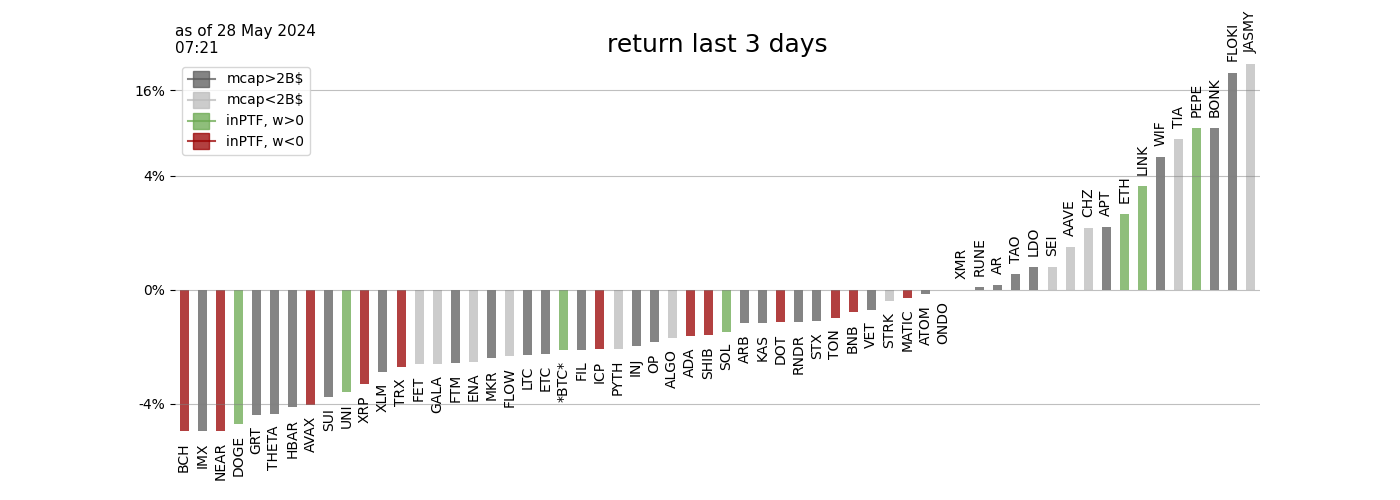 as of 28 May 2024
07:21
return last 3 days
mcap>2B$
mcap<2B$
inPTF, w>0
inPTF, w<0
16%
4%
0%
-4%
BCH
IMX
NEAR
DOGE
GRT
THETA
HBAR
AVAX
SUI
UNI
XRP
XLM
TRX
FET
GALA
FTM
ENA
MKR
FLOW
LTC
ETC
*BTC*
FIL
ICP
PYTH
INJ
OP
ALGO
ADA
SHIB
SOL
ARB
KAS
DOT
RNDR
STX
TON
BNB
VET
STRK
MATIC
ATOM
ONDO
XMR
RUNE
AR
TAO
LDO
SEI
AAVE
CHZ
APT
ETH
LINK
WIF
TIA
PEPE
BONK
FLOKI
JASMY